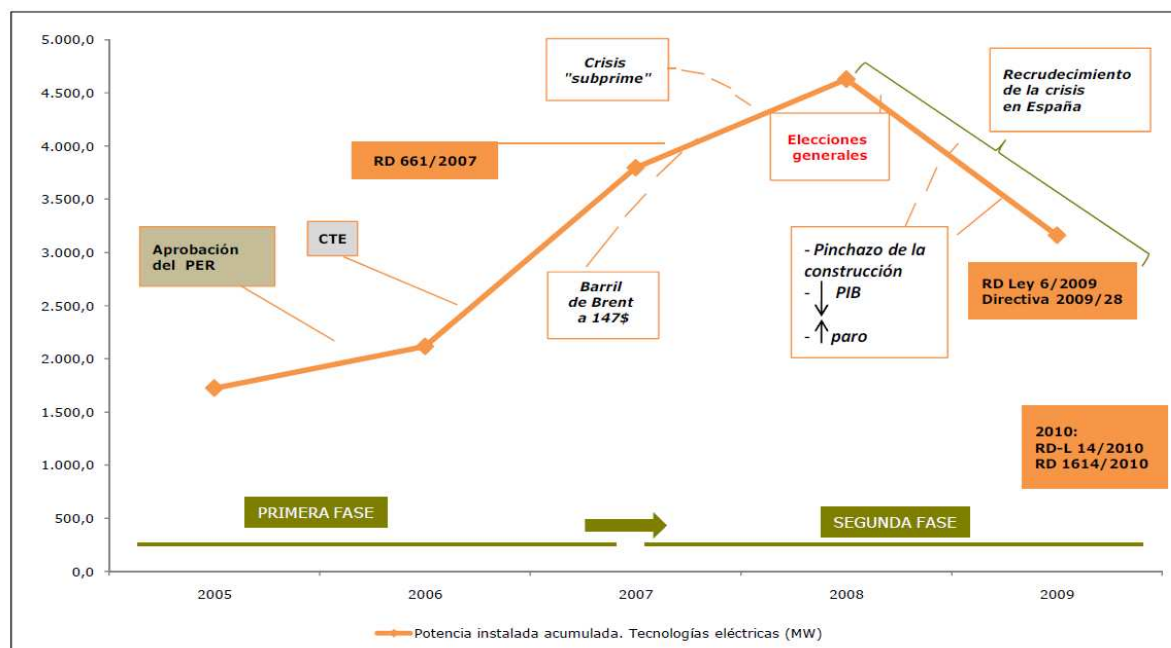 5.000,0
4.500,0
4.000,0
3.500,0
3.000,0
2.500,0
2.000,0
1.500,0
1.000,0
500,0
0,0
Crisis
"subprime"
Recrudecimiento
de la crisis
en España
RD 661/2007
Elecciones
generales
Aprobación
del PER
CTE
Barril
de Brent
a 147$
- Pinchazo de la
construcción
- PIB
- paro
RD Ley 6/2009
Directiva 2009/28
2010:
RD-L 14/2010
RD 1614/2010
PRIMERA FASE
SEGUNDA FASE
2005
2006
2007
2008
2009
Potencia instalada acumulada. Tecnologías eléctricas (MW)